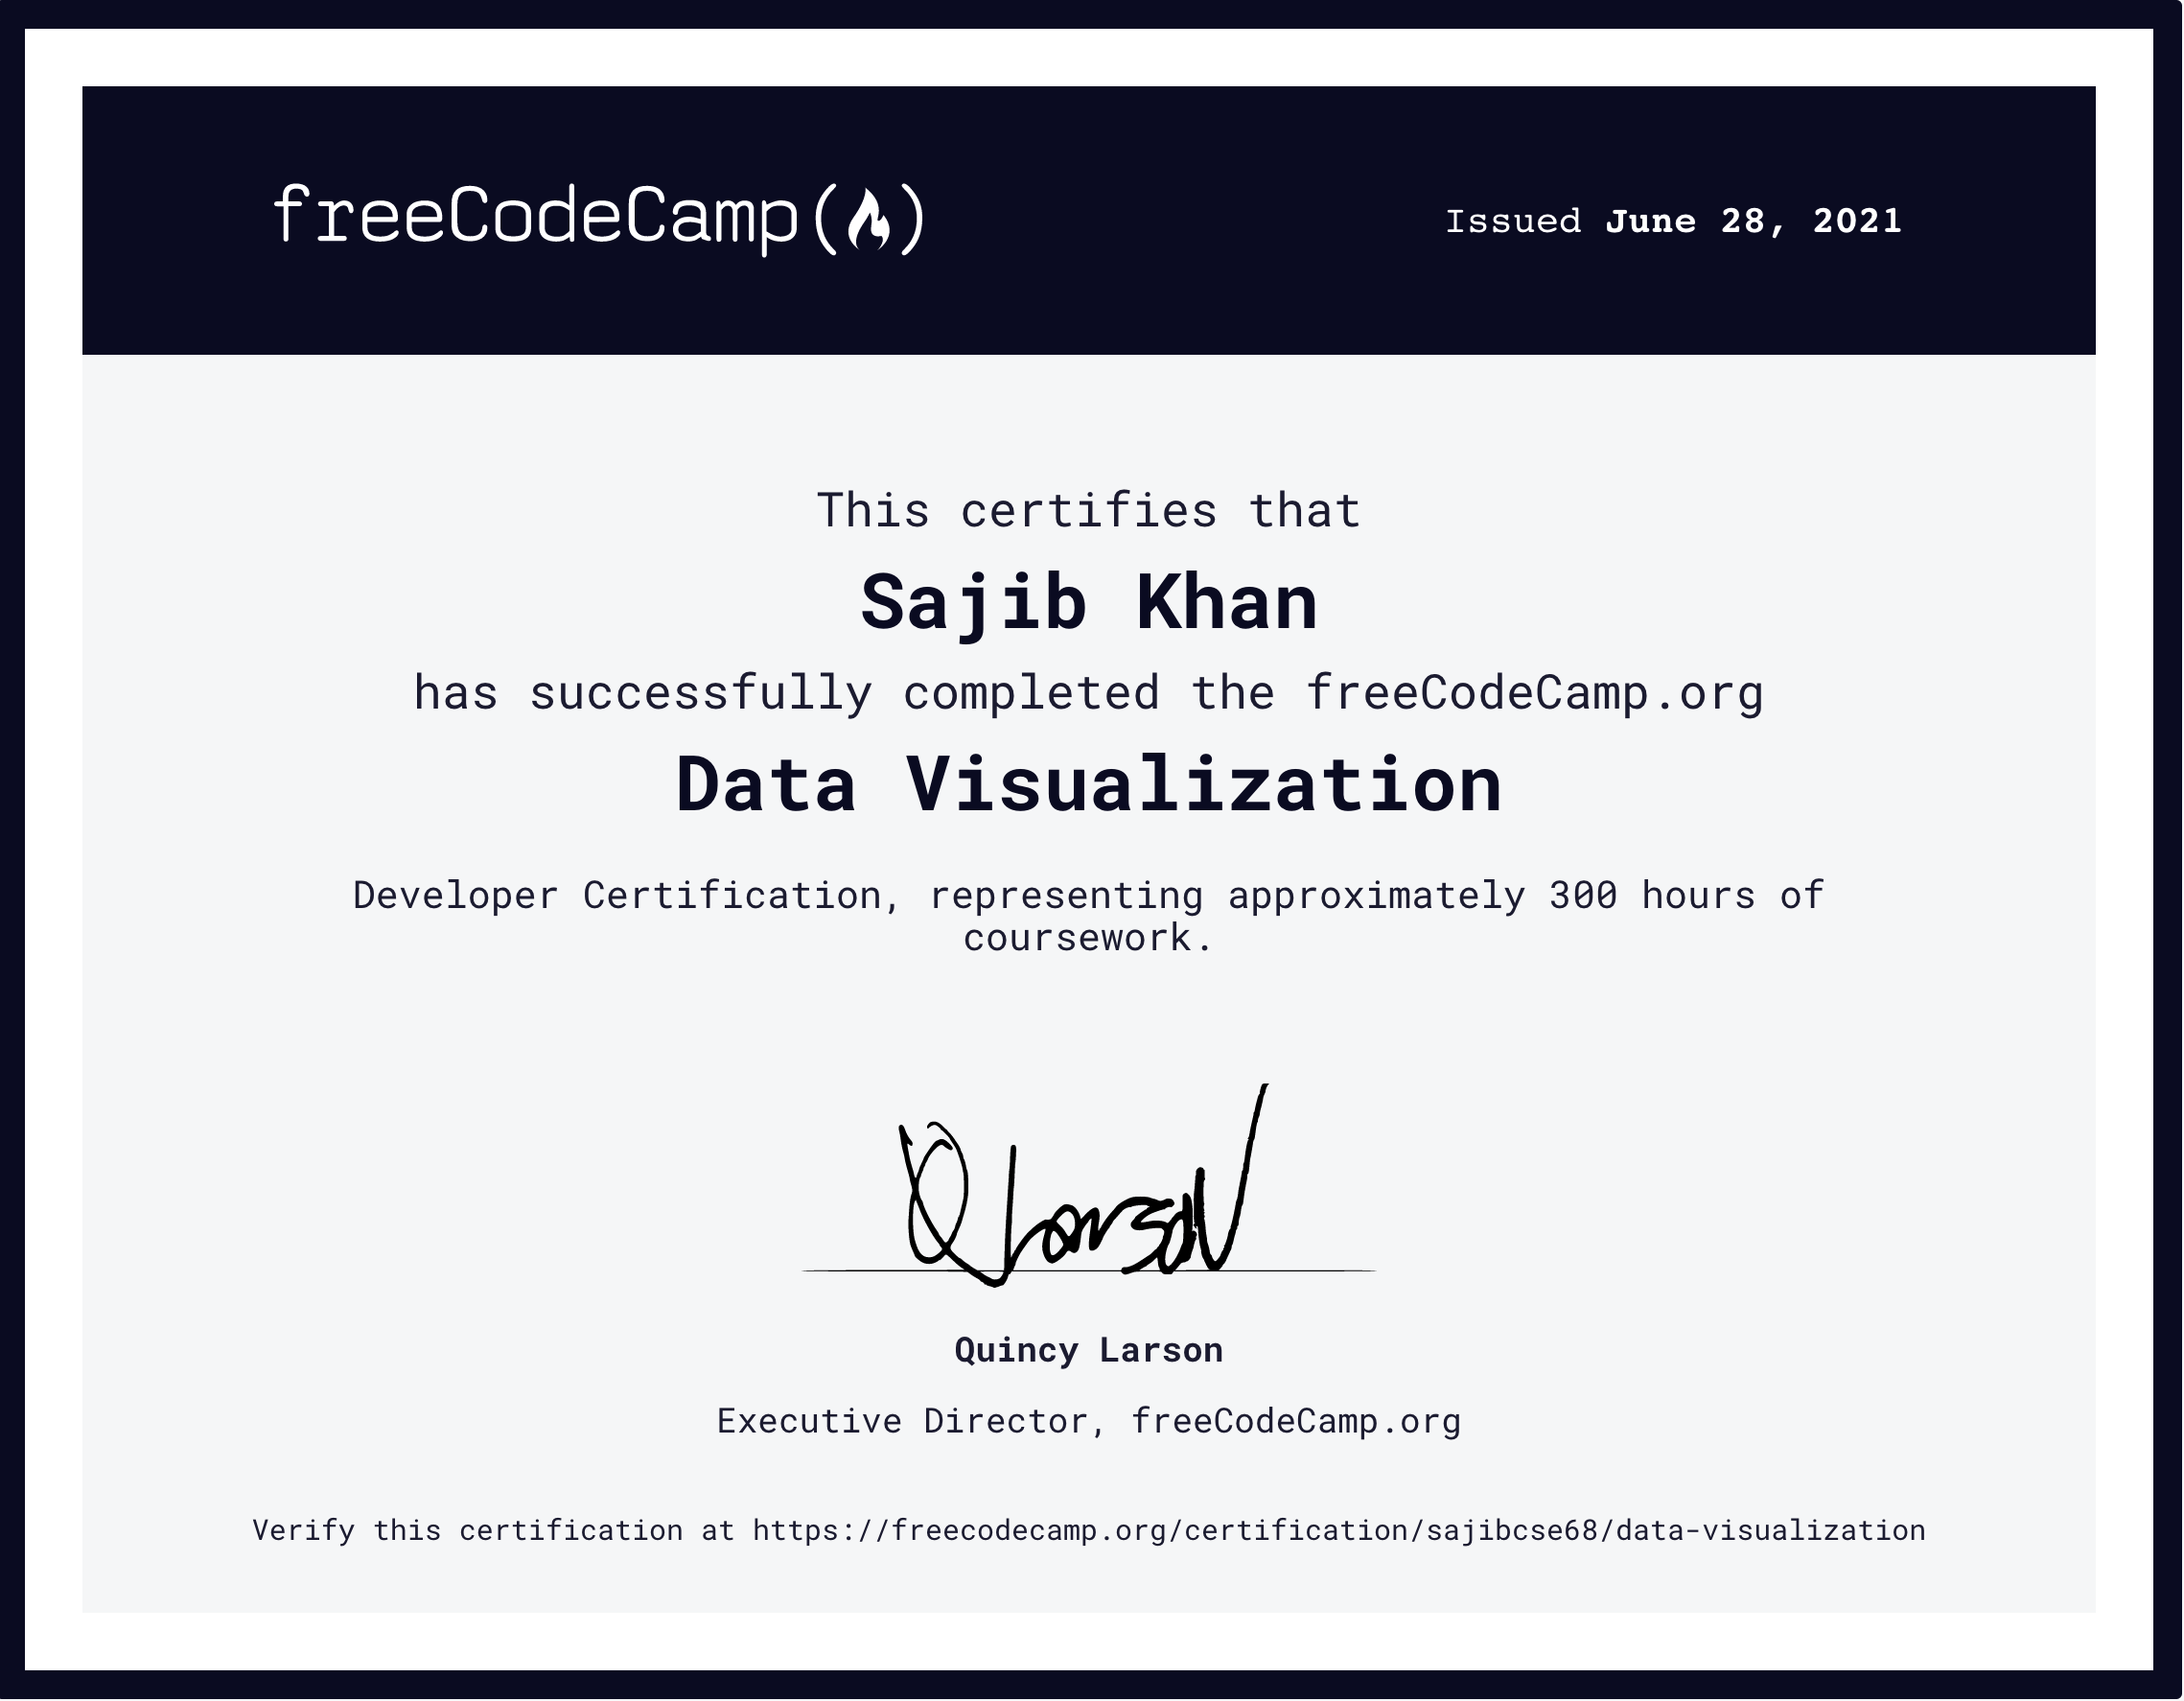 freeCodeCamp(🔥)
Issued June 28, 2021
This certifies that
Sajib Khan
has successfully completed the freeCodeCamp.org
Data Visualization
Developer Certification, representing approximately 300 hours of
coursework.
QLarson
Quincy Larson
Executive Director, freeCodeCamp.org
Verify this certification at https://freecodecamp.org/certification/sajibcse68/data-visualization